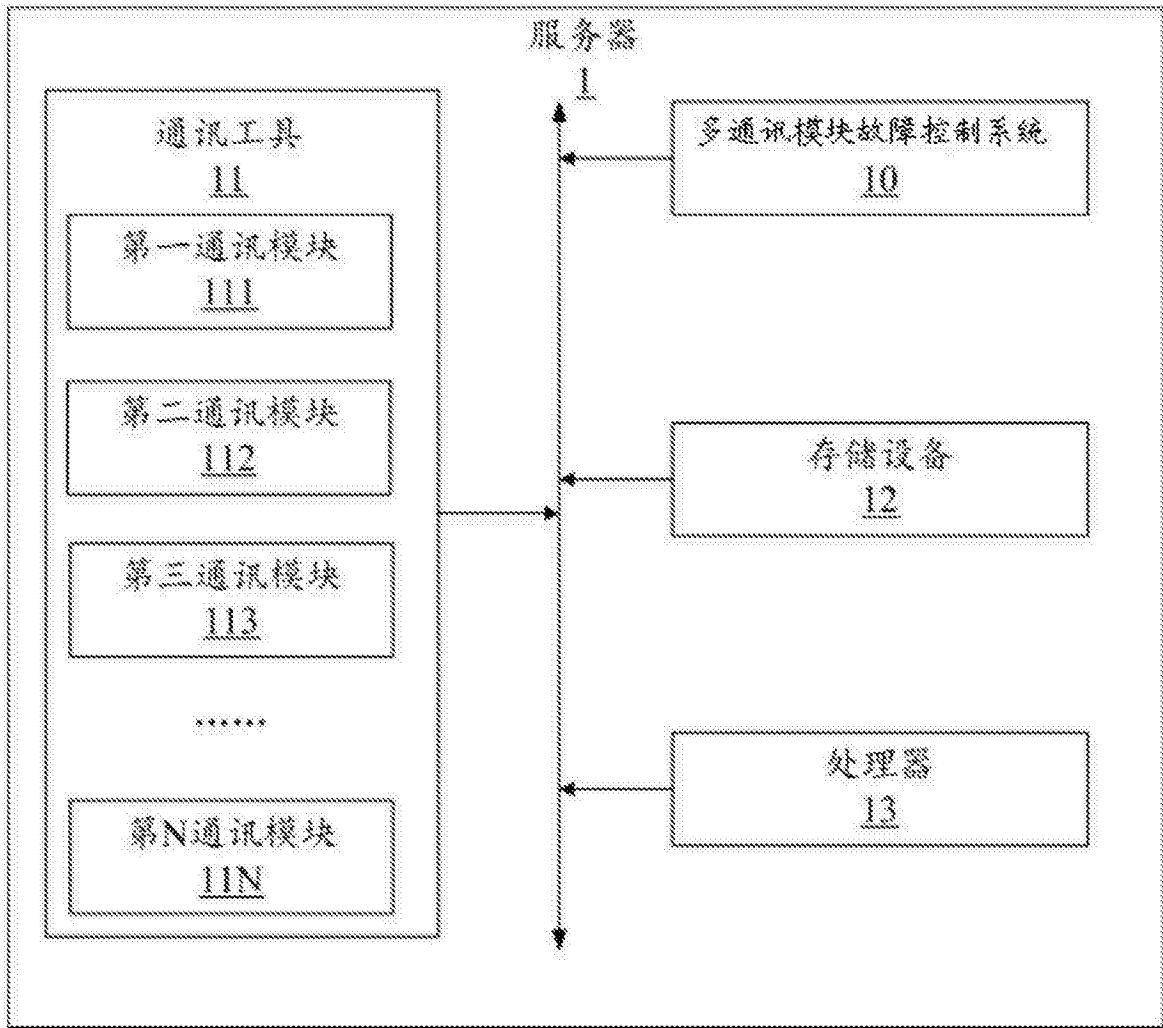 服务器
1
通讯工具
11
第一通讯模块
111
第二通讯模块
112
第三通讯模块
113
······
第N通讯模块
11N
多通讯模块故障控制系统
10
存储设备
12
处理器
13